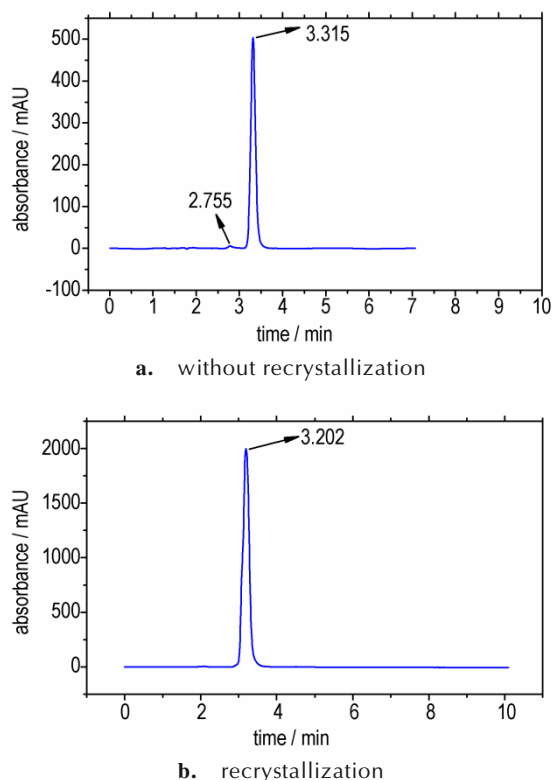 500
400
300
200
100
0
-100
absorbance / mAU
3.315
2.755
0 1 2 3 4 5 6 7 8 9 10
time / min
a. without recrystallization
2000
1500
1000
500
0
absorbance / mAU
3.202
0 2 4 6 8 10
time / min
b. recrystallization